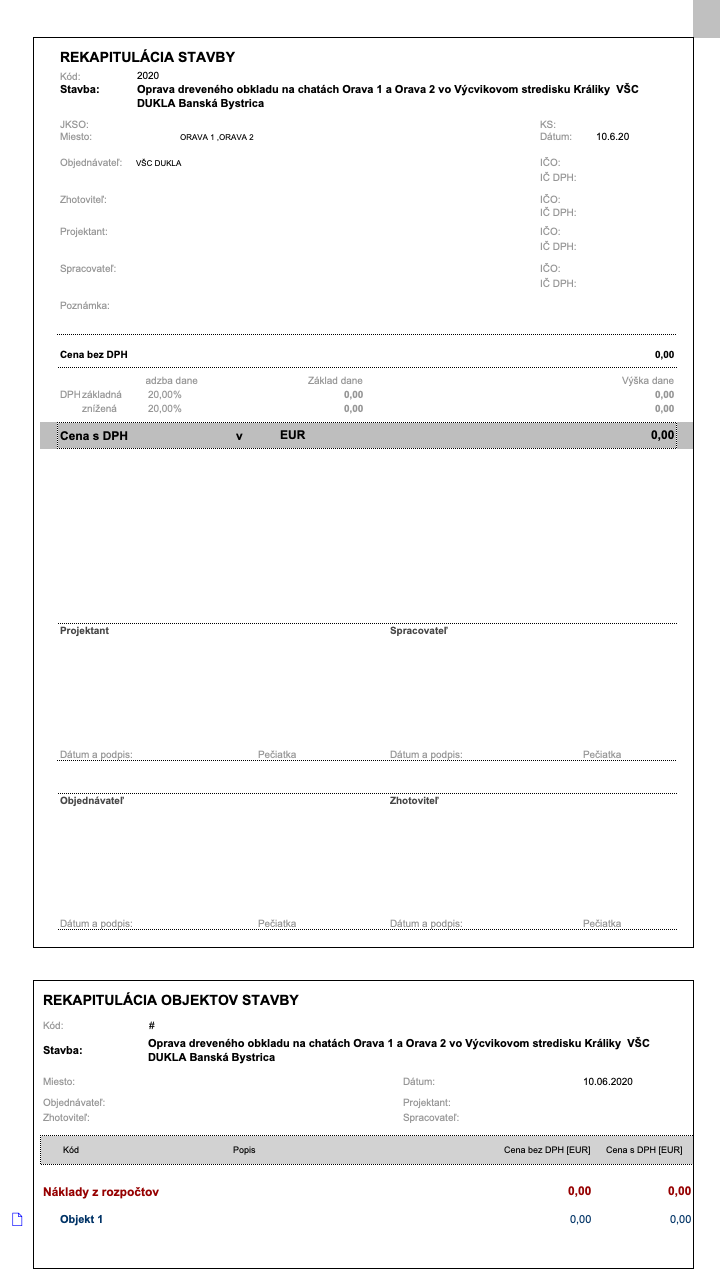 REKAPITULÁCIA STAVBY
Kód: 2020
Stavba: Oprava dreveného obkladu na chatách Orava 1 a Orava 2 vo Výcvikovom stredisku Králiky VŠC
DUKLA Banská Bystrica
JKSO: KS:
Miesto: ORAVA 1 ,ORAVA 2 Dátum: 10.6.20
Objednávateľ: VŠC DUKLA IČO:
IČ DPH:
Zhotoviteľ: IČO:
IČ DPH:
Projektant: IČO:
IČ DPH:
Spracovateľ: IČO:
IČ DPH:
Poznámka:
Cena bez DPH 0,00
adzba dane Základ dane Výška dane
DPH základná 20,00% 0,00 0,00
znížená 20,00% 0,00 0,00
Cena s DPH v EUR 0,00
Projektant Spracovateľ
Dátum a podpis: Pečiatka Dátum a podpis: Pečiatka
Objednávateľ Zhotoviteľ
Dátum a podpis: Pečiatka Dátum a podpis: Pečiatka
REKAPITULÁCIA OBJEKTOV STAVBY
Kód: #
Stavba: Oprava dreveného obkladu na chatách Orava 1 a Orava 2 vo Výcvikovom stredisku Králiky VŠC
DUKLA Banská Bystrica
Miesto: Dátum: 10.06.2020
Objednávateľ: Projektant:
Zhotoviteľ: Spracovateľ:
Kód Popis Cena bez DPH [EUR] Cena s DPH [EUR]
Náklady z rozpočtov 0,00 0,00
Objekt 1 0,00 0,00